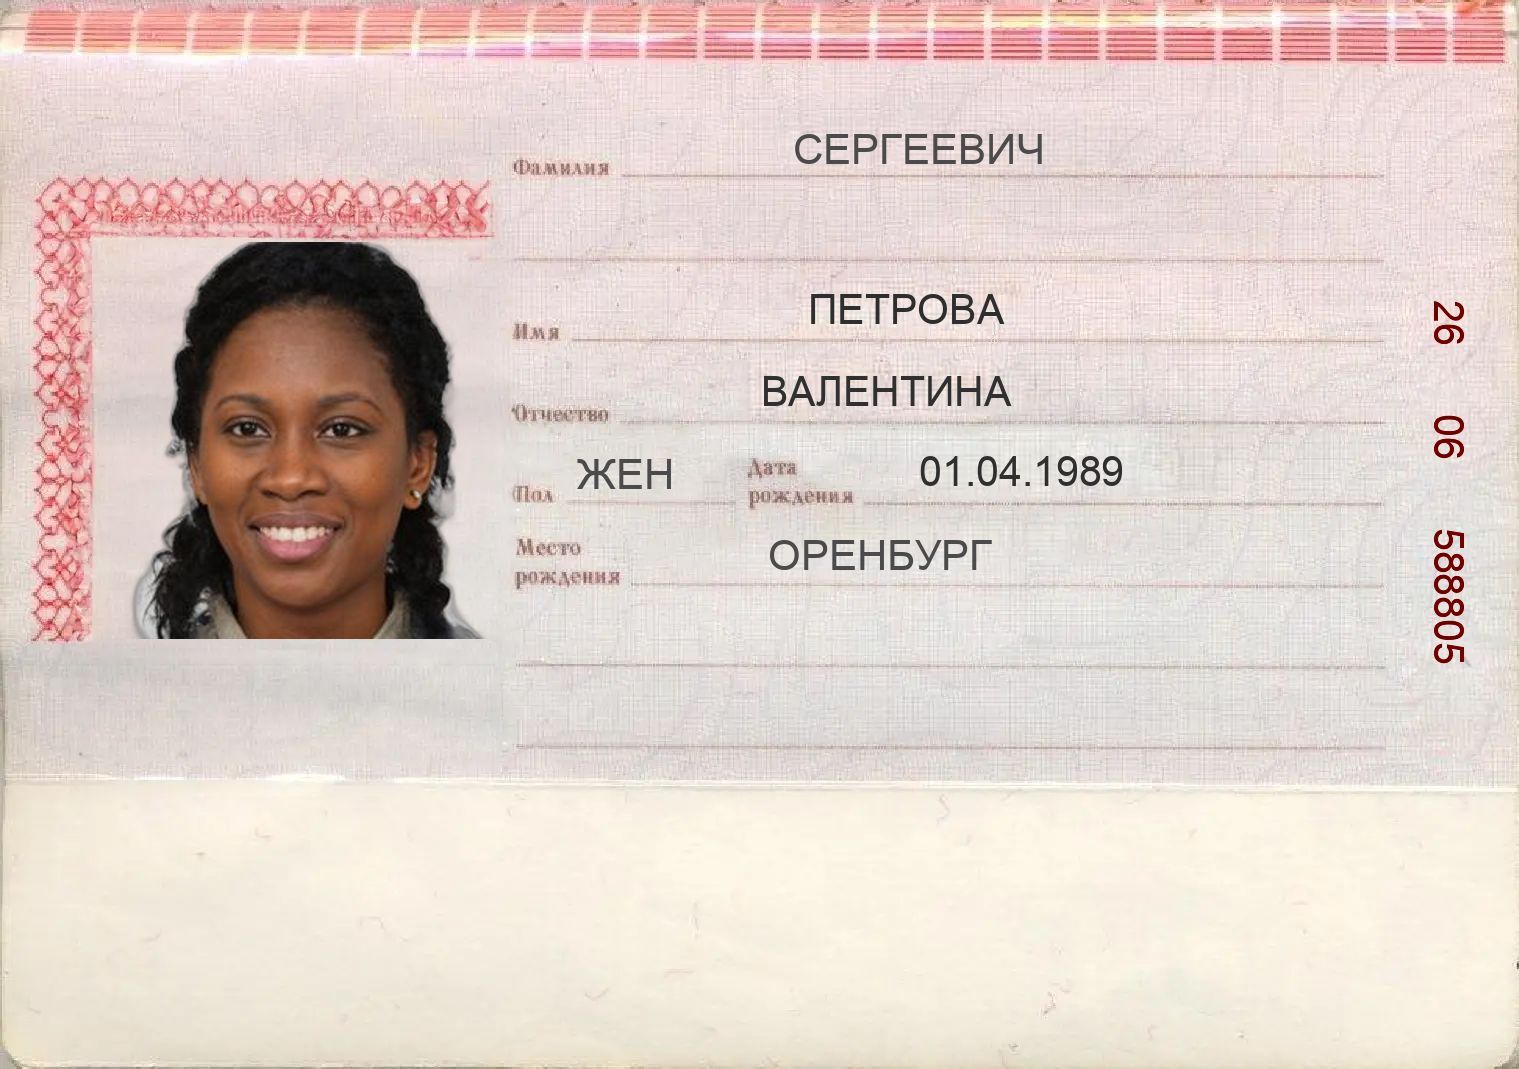 Фамилия СЕРГЕЕВИЧ
Имя ПЕТРОВА
Отчество ВАЛЕНТИНА
Пол ЖЕН Дата рождения 01.04.1989
Место рождения ОРЕНБУРГ
26 06 588805